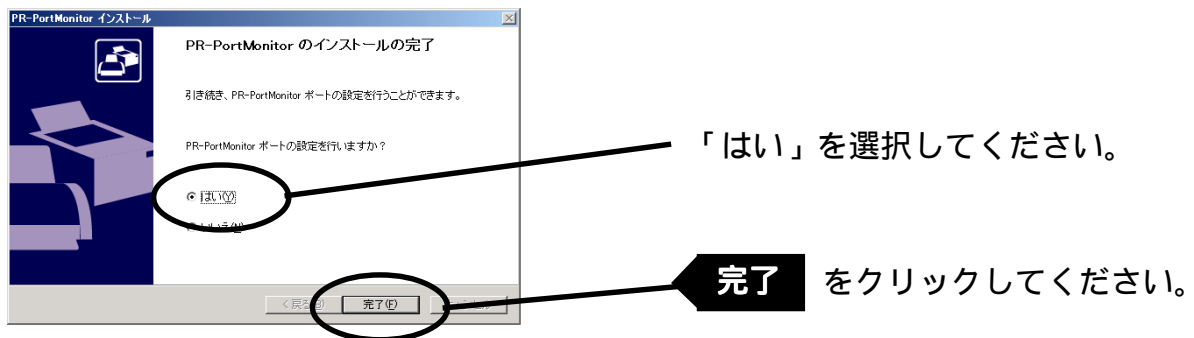 PR-PortMonitor インストール
PR-PortMonitor のインストールの完了
引き続き、PR-PortMonitor ポートの設定を行うことができます。
PR-PortMonitor ポートの設定を行いますか？
はい(Y)
「はい」を選択してください。
完了(F)
完了 をクリックしてください。